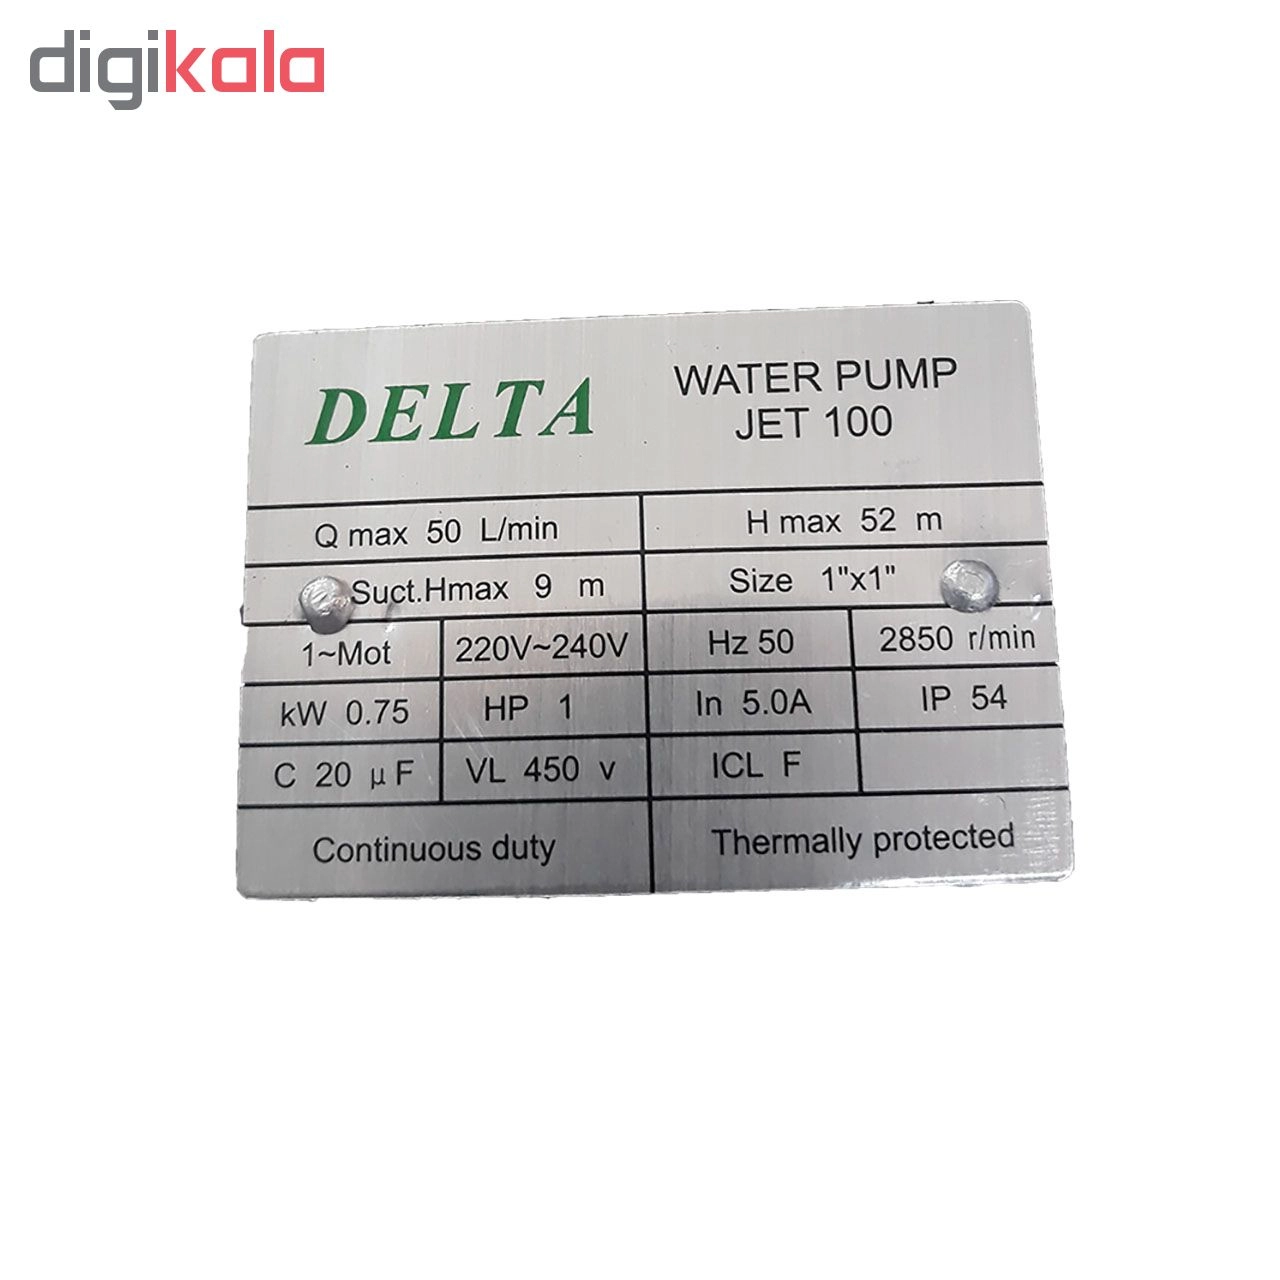 digikala
DELTA
WATER PUMP
JET 100
Q max 50 L/min
H max 52 m
Suct.Hmax 9 m
Size 1"x1"
1~Mot
220V~240V
Hz 50
2850 r/min
kW 0.75
HP 1
In 5.0A
IP 54
C 20 μF
VL 450 v
ICL F
Continuous duty
Thermally protected